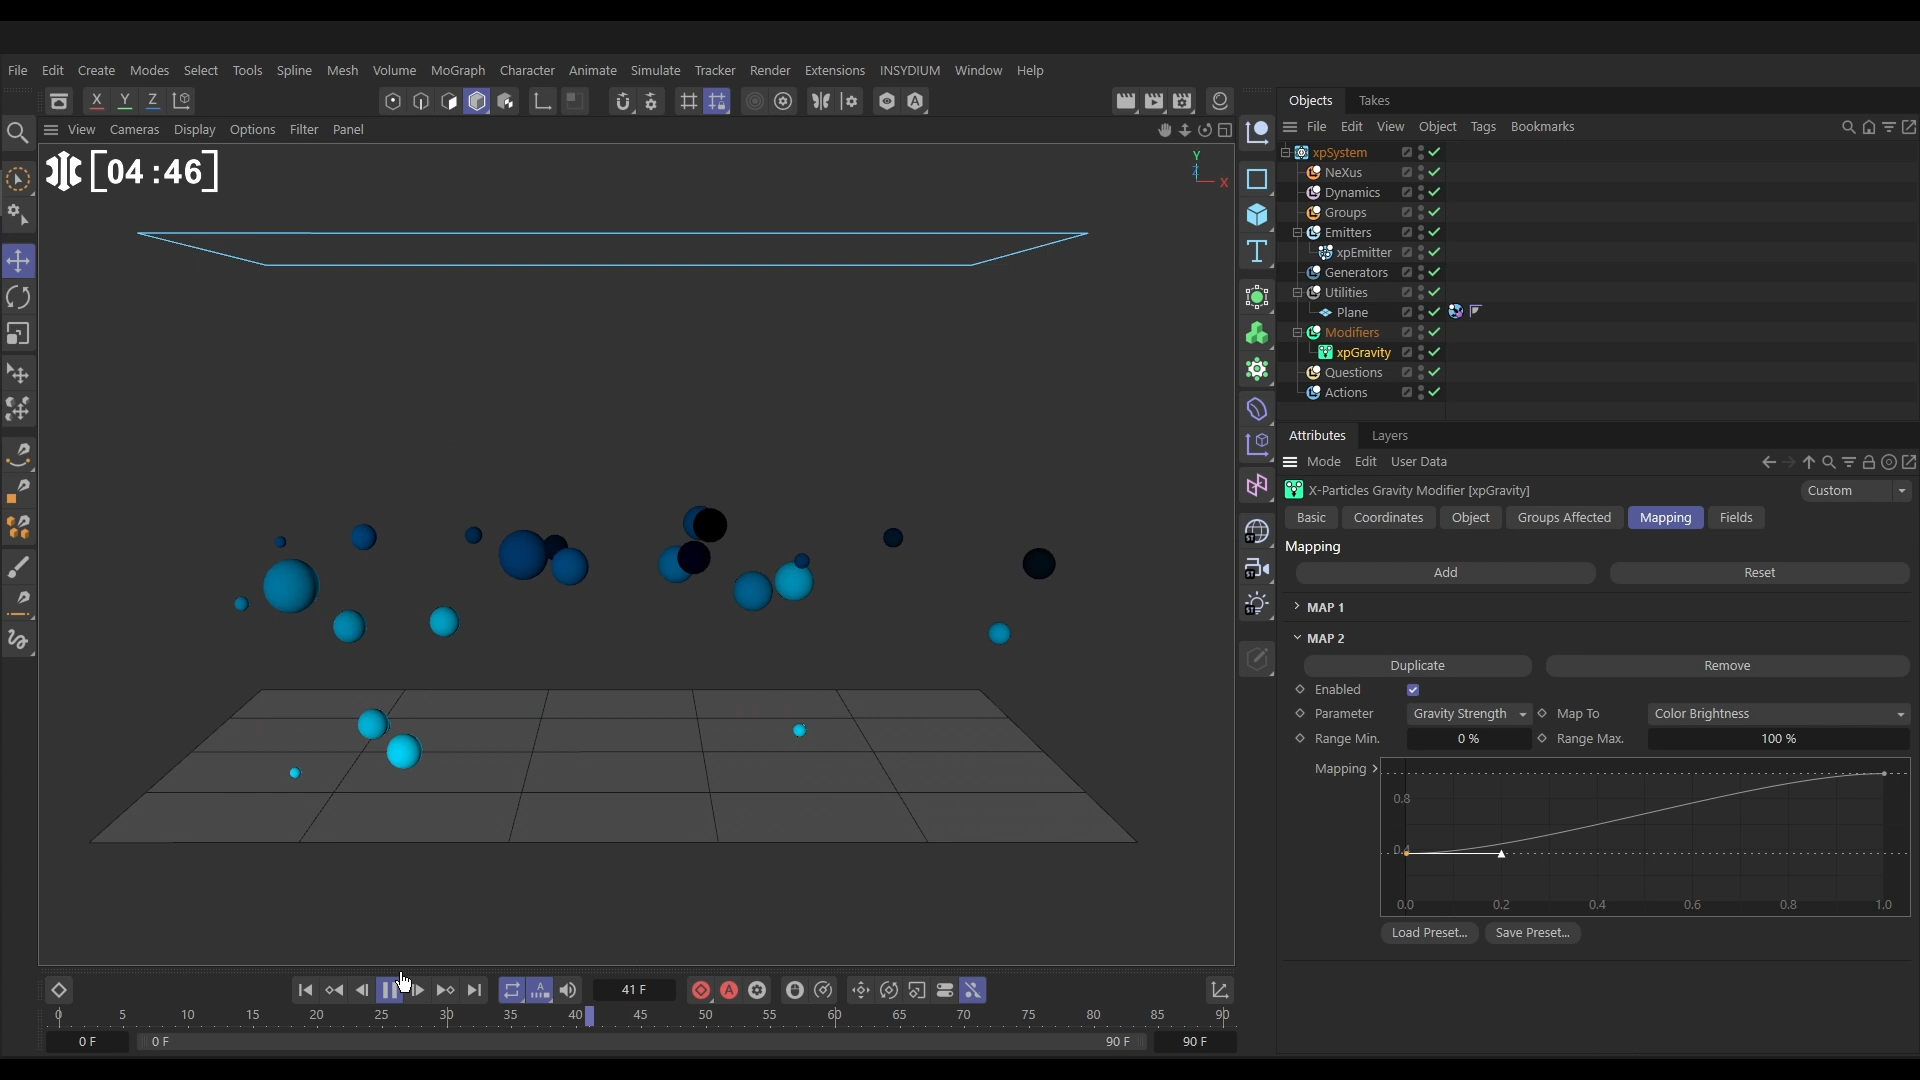 File Edit Create Modes Select Tools Spline Mesh Volume MoGraph Character Animate Simulate Tracker Render Extensions INSYDIUM Window Help
X Y Z
View Cameras Display Options Filter Panel
[04 :46]
Y
Z
X
Objects Takes
File Edit View Object Tags Bookmarks
xpSystem
NeXus
Dynamics
Groups
Emitters
xpEmitter
Generators
Utilities
Plane
Modifiers
xpGravity
Questions
Actions
Attributes Layers
Mode Edit User Data
X-Particles Gravity Modifier [xpGravity] Custom
Basic Coordinates Object Groups Affected Mapping Fields
Mapping
Add Reset
MAP 1
MAP 2
Duplicate Remove
Enabled
Parameter Gravity Strength Map To Color Brightness
Range Min. 0 % Range Max. 100 %
Mapping
0.8
0.4
0.0 0.2 0.4 0.6 0.8 1.0
Load Preset... Save Preset...
41 F
0 5 10 15 20 25 30 35 40 45 50 55 60 65 70 75 80 85 90
0 F 0 F 90 F 90 F